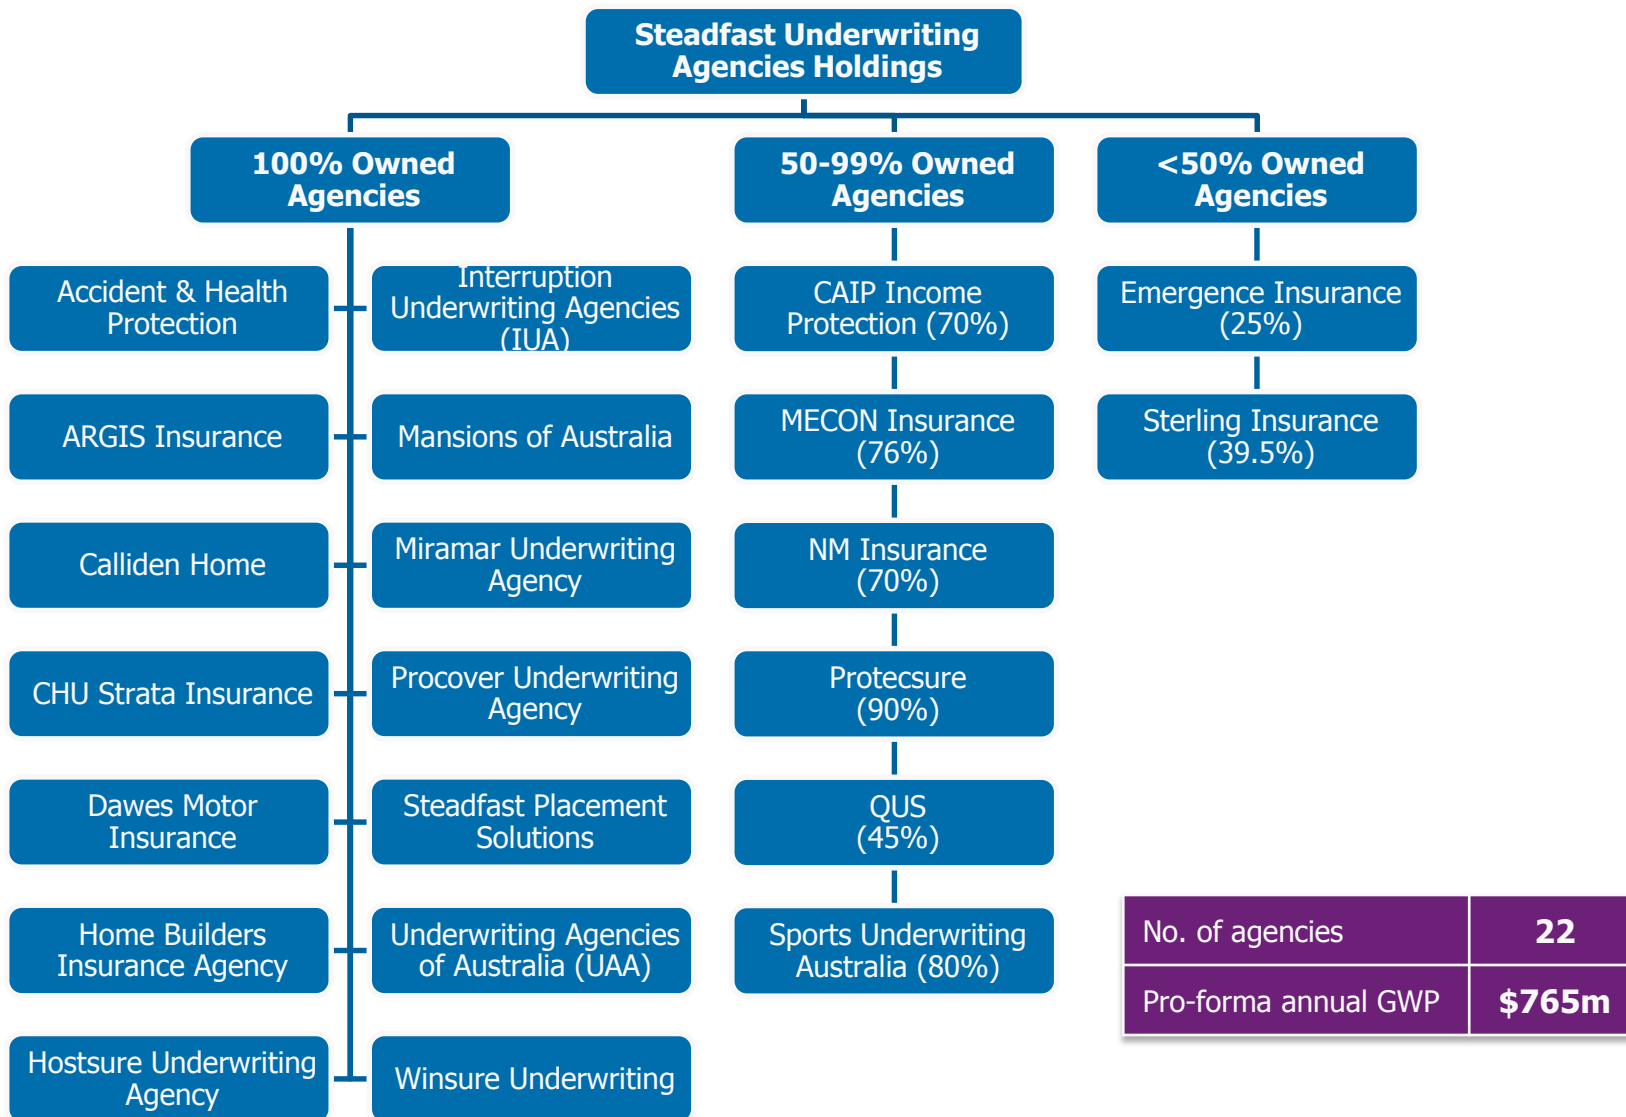 Steadfast Underwriting
Agencies Holdings
100% Owned
Agencies
50-99% Owned
Agencies
<50% Owned
Agencies
Accident & Health
Protection
Interruption
Underwriting Agencies
(IUA)
CAIP Income
Protection (70%)
Emergence Insurance
(25%)
ARGIS Insurance
Mansions of Australia
MECON Insurance
(76%)
Sterling Insurance
(39.5%)
Calliden Home
Miramar Underwriting
Agency
NM Insurance
(70%)
CHU Strata Insurance
Procover Underwriting
Agency
Protecsure
(90%)
Dawes Motor
Insurance
Steadfast Placement
Solutions
QUS
(45%)
Home Builders
Insurance Agency
Underwriting Agencies
of Australia (UAA)
Sports Underwriting
Australia (80%)
No. of agencies 22
Pro-forma annual GWP $765m
Hostsure Underwriting
Agency
Winsure Underwriting